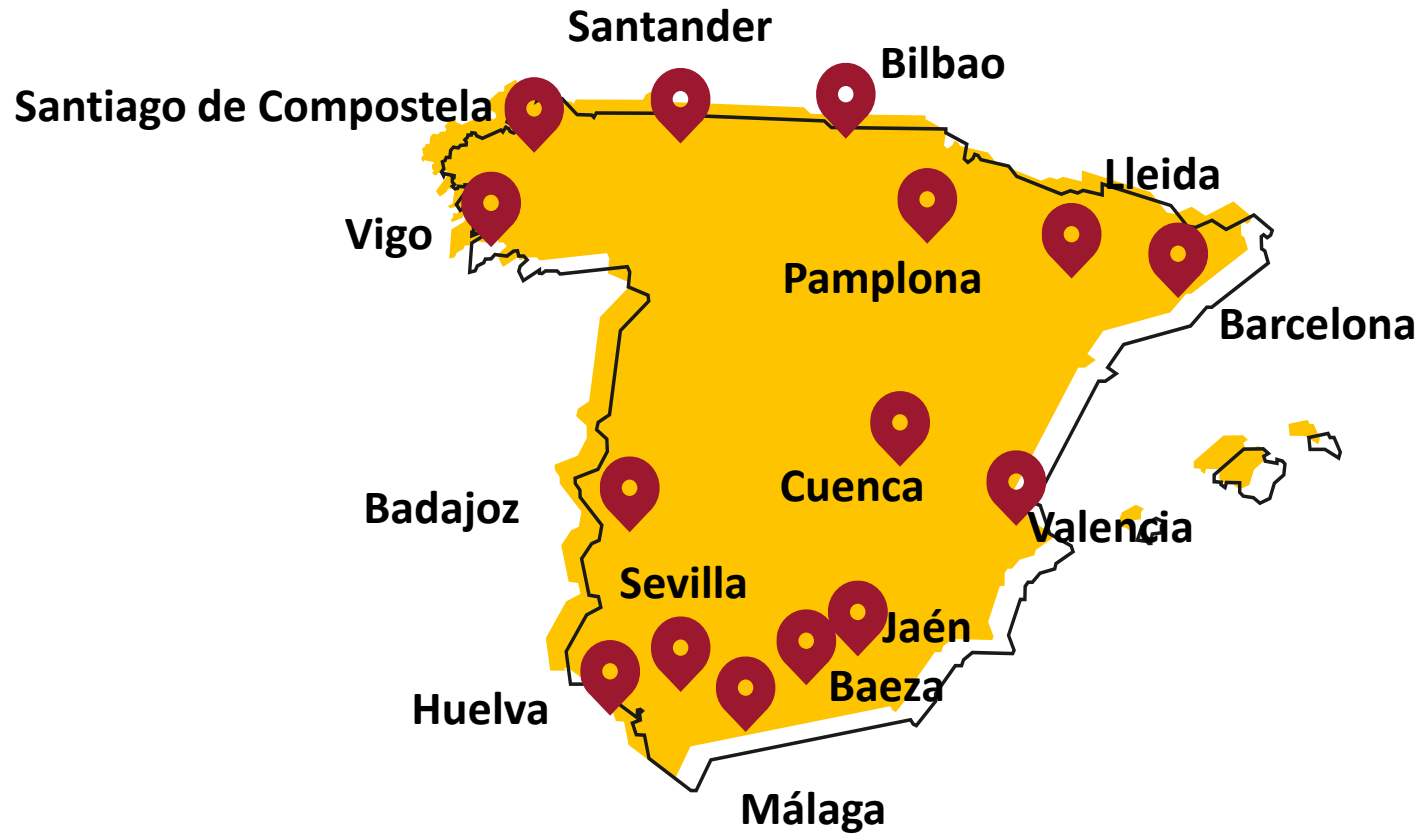 Santander
Bilbao
Santiago de Compostela
Lleida
Vigo
Pamplona
Barcelona
Cuenca
Badajoz
Valencia
Sevilla
Jaén
Baeza
Huelva
Málaga